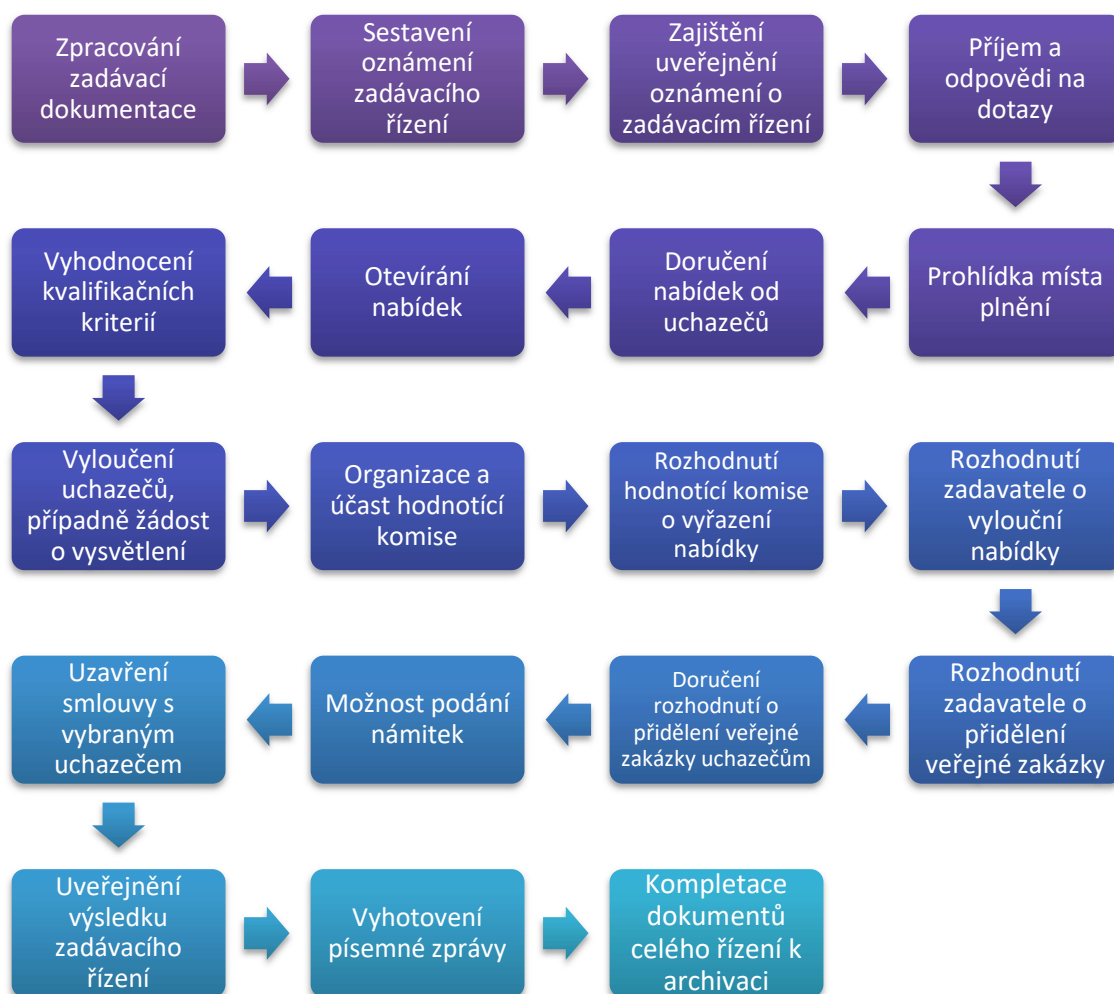 Zpracování
zadávací
dokumentace
Sestavení
oznámení
zadávacího
řízení
Zajištění
uveřejnění
oznámení o
zadávacím řízení
Příjem a
odpovědi na
dotazy
Prohlídka místa
plnění
Doručení
nabídek od
uchazečů
Otevírání
nabídek
Vyhodnocení
kvalifikačních
kriterií
Vyloučení
uchazečů,
případně žádost
o vysvětlení
Organizace a
účast hodnotící
komise
Rozhodnutí
hodnotící komise
o vyřazení
nabídky
Rozhodnutí
zadavatele o
vylouční
nabídky
Rozhodnutí
zadavatele o
přidělení
veřejné zakázky
Doručení
rozhodnutí o
přidělení veřejné
zakázky uchazečům
Možnost podání
námitek
Uzavření
smlouvy s
vybraným
uchazečem
Uveřejnění
výsledku
zadávacího
řízení
Vyhotovení
písemné zprávy
Kompletace
dokumentů
celého řízení k
archivaci